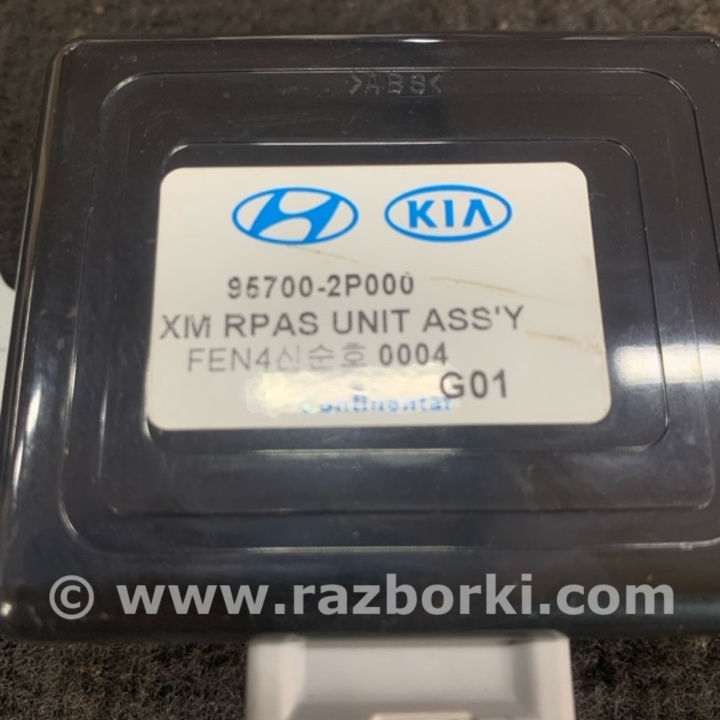 >ABS<
KIA
95700-2P000
XM RPAS UNIT ASS'Y
FEN4신순호 0004
G01
Continental
© www.razborki.com